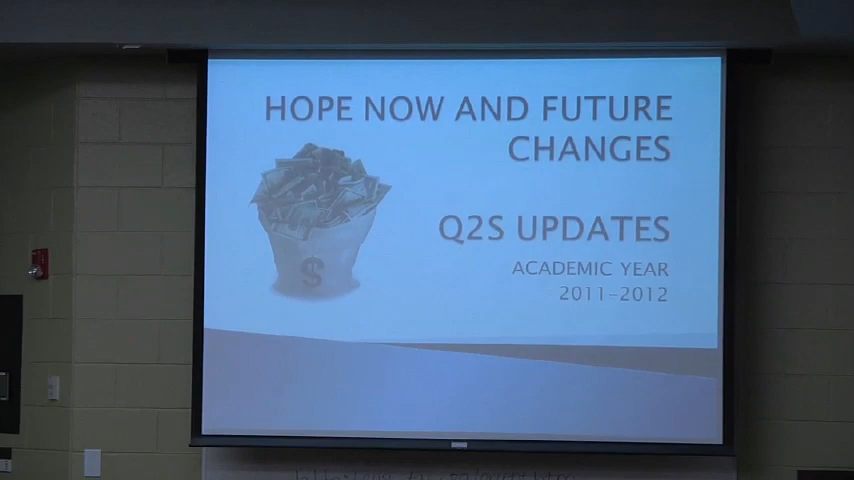 HOPE NOW AND FUTURE
CHANGES
Q2S UPDATES
ACADEMIC YEAR
2011-2012
$